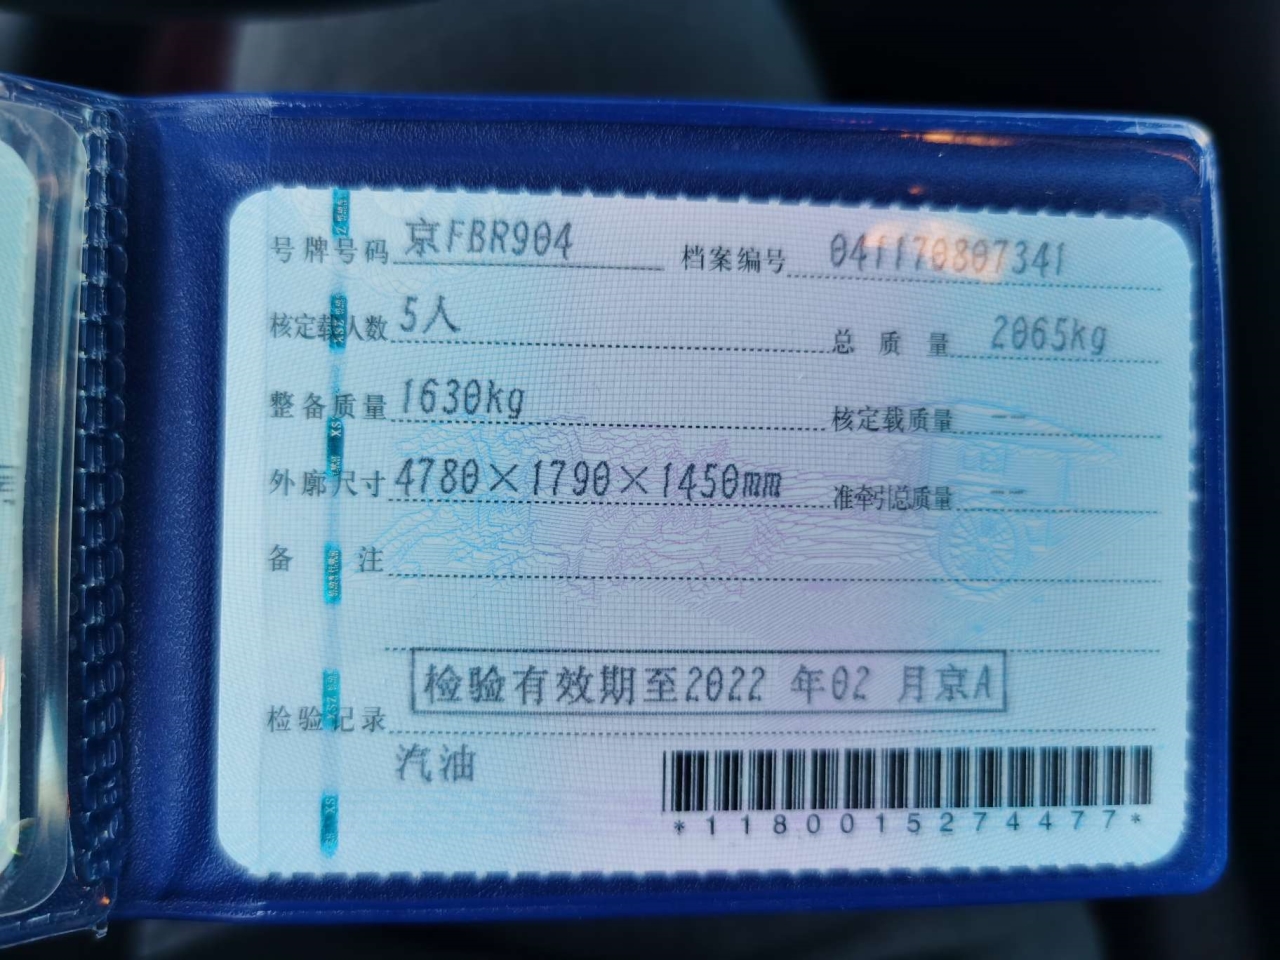 号牌号码 京FBR904 档案编号 04f170807341
核定载人数 5人 总质量 2065kg
整备质量 1630kg 核定载质量 --
外廓尺寸 4780×1790×1450mm 准牵引总质量 --
备注
检验有效期至2022 年02 月京A
检验记录
汽油
*1180015274477*